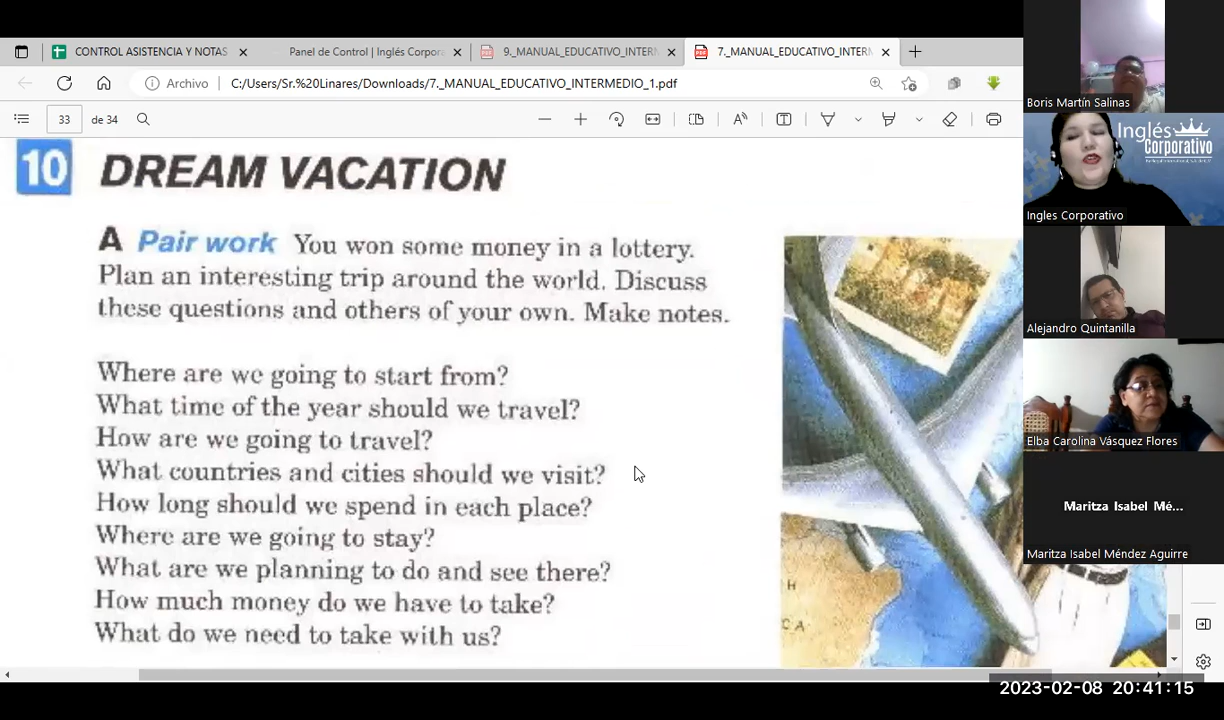 CONTROL ASISTENCIA Y NOTAS
Panel de Control | Inglés Corpor
9._MANUAL_EDUCATIVO_INTERN
7._MANUAL_EDUCATIVO_INTERN
Archivo
C:/Users/Sr.%20Linares/Downloads/7._MANUAL_EDUCATIVO_INTERMEDIO_1.pdf
33 de 34
10 DREAM VACATION
A Pair work You won some money in a lottery.
Plan an interesting trip around the world. Discuss
these questions and others of your own. Make notes.
Where are we going to start from?
What time of the year should we travel?
How are we going to travel?
What countries and cities should we visit?
How long should we spend in each place?
Where are we going to stay?
What are we planning to do and see there?
How much money do we have to take?
What do we need to take with us?
H
CA
Boris Martín Salinas
Inglés
Corporativo
Ingles Corporativo
Alejandro Quintanilla
Elba Carolina Vásquez Flores
Maritza Isabel Mé...
Maritza Isabel Méndez Aguirre
2023-02-08 20:41:15